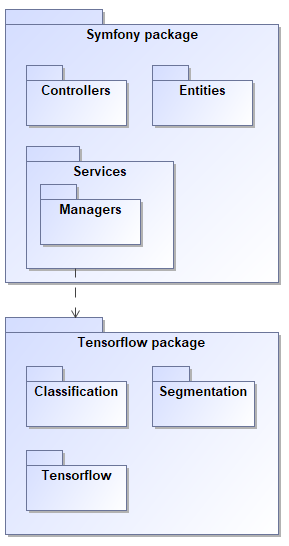 Symfony package
Controllers
Entities
Services
Managers
Tensorflow package
Classification
Segmentation
Tensorflow